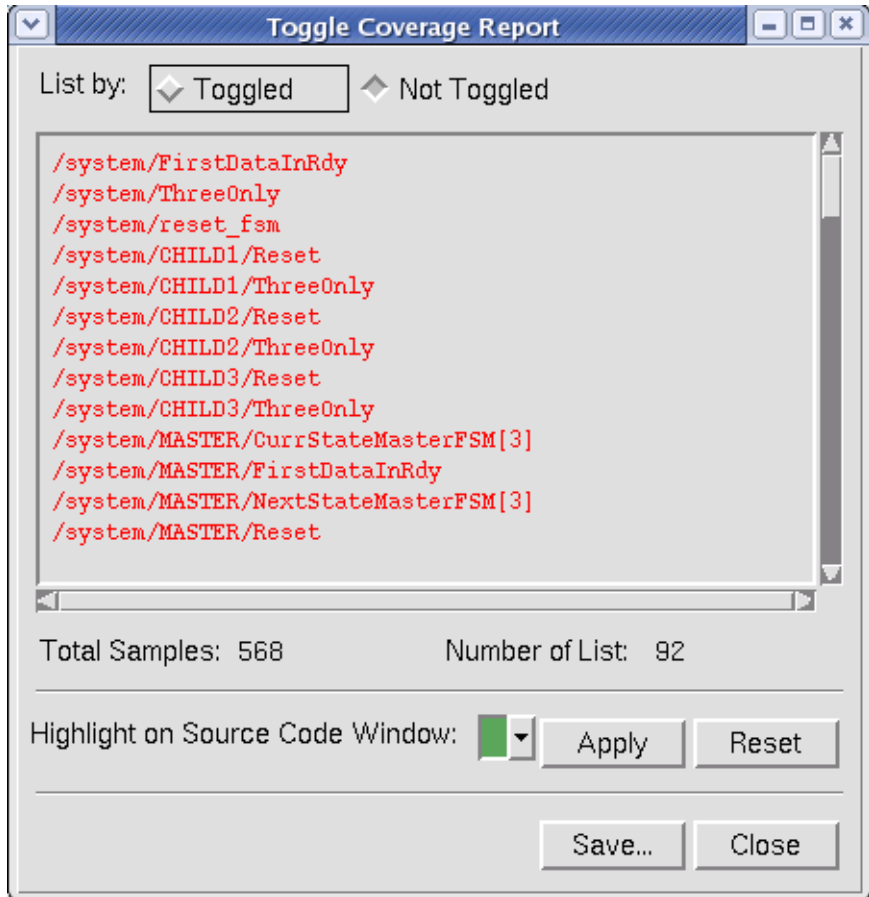 Toggle Coverage Report
List by: Toggled Not Toggled
/system/FirstDataInRdy
/system/ThreeOnly
/system/reset_fsm
/system/CHILD1/Reset
/system/CHILD1/ThreeOnly
/system/CHILD2/Reset
/system/CHILD2/ThreeOnly
/system/CHILD3/Reset
/system/CHILD3/ThreeOnly
/system/MASTER/CurrStateMasterFSM[3]
/system/MASTER/FirstDataInRdy
/system/MASTER/NextStateMasterFSM[3]
/system/MASTER/Reset
Total Samples: 568 Number of List: 92
Highlight on Source Code Window: Apply Reset
Save... Close